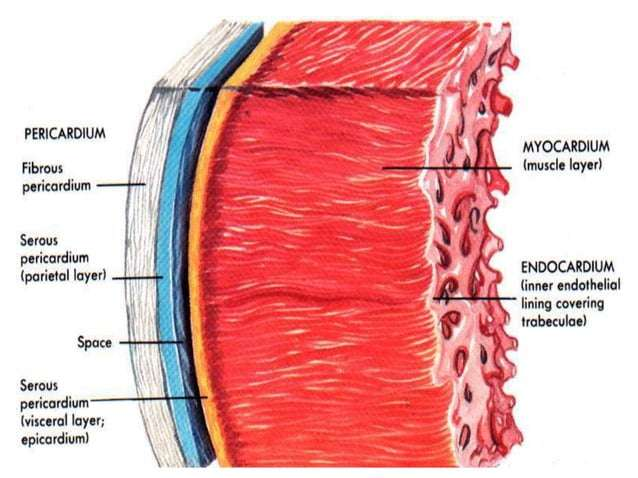 PERICARDIUM
Fibrous
pericardium
Serous
pericardium
(parietal layer)
Space
Serous
pericardium
(visceral layer;
epicardium)
MYOCARDIUM
(muscle layer)
ENDOCARDIUM
(inner endothelial
lining covering
trabeculae)